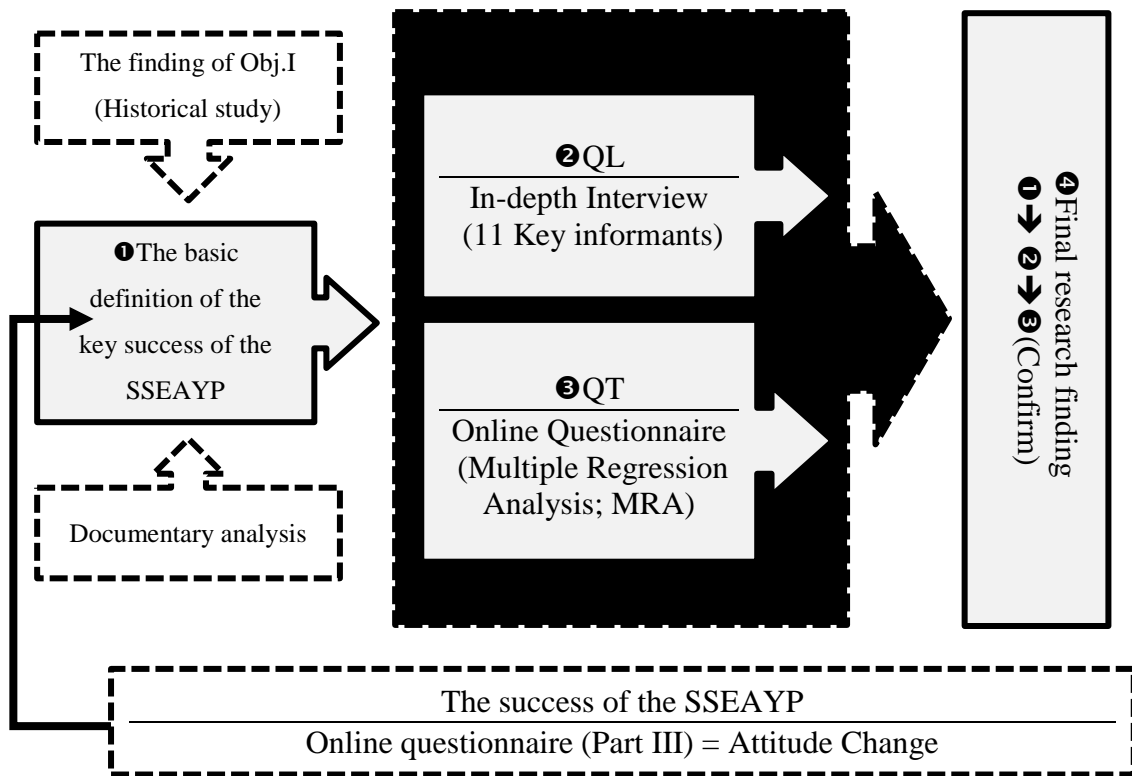 The finding of Obj.I
(Historical study)
❶The basic
definition of the
key success of the
SSEAYP
Documentary analysis
❷QL
In-depth Interview
(11 Key informants)
❸QT
Online Questionnaire
(Multiple Regression
Analysis; MRA)
❹Final research finding
❶➔ ❷➔❸(Confirm)
The success of the SSEAYP
Online questionnaire (Part III) = Attitude Change